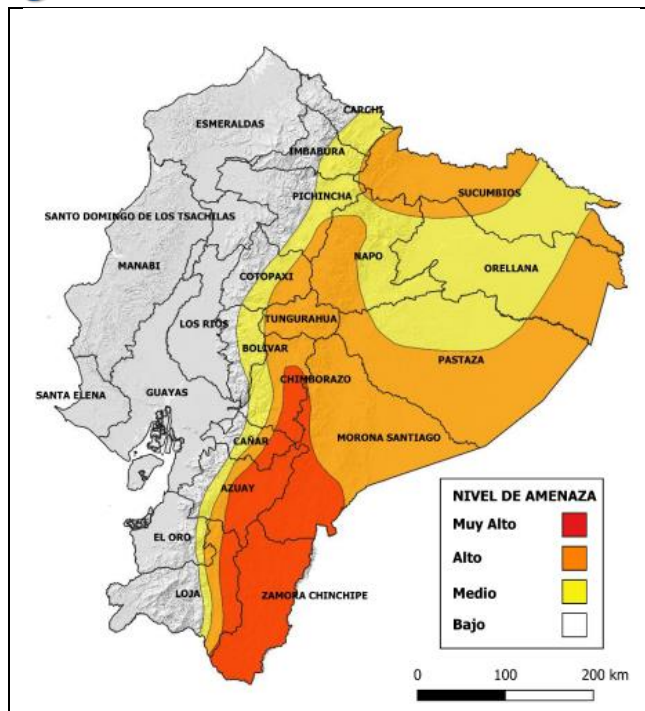 CARCHI
ESMERALDAS
IMBABURA
SUCUMBIOS
PICHINCHA
SANTO DOMINGO DE LOS TSACHILAS
NAPO
MANABI
ORELLANA
COTOPAXI
LOS RIOS
TUNGURAHUA
BOLIVAR
PASTAZA
CHIMBORAZO
SANTA ELENA
GUAYAS
MORONA SANTIAGO
CAÑAR
AZUAY
EL ORO
LOJA
ZAMORA CHINCHIPE
NIVEL DE AMENAZA
Muy Alto
Alto
Medio
Bajo
0 100 200 km